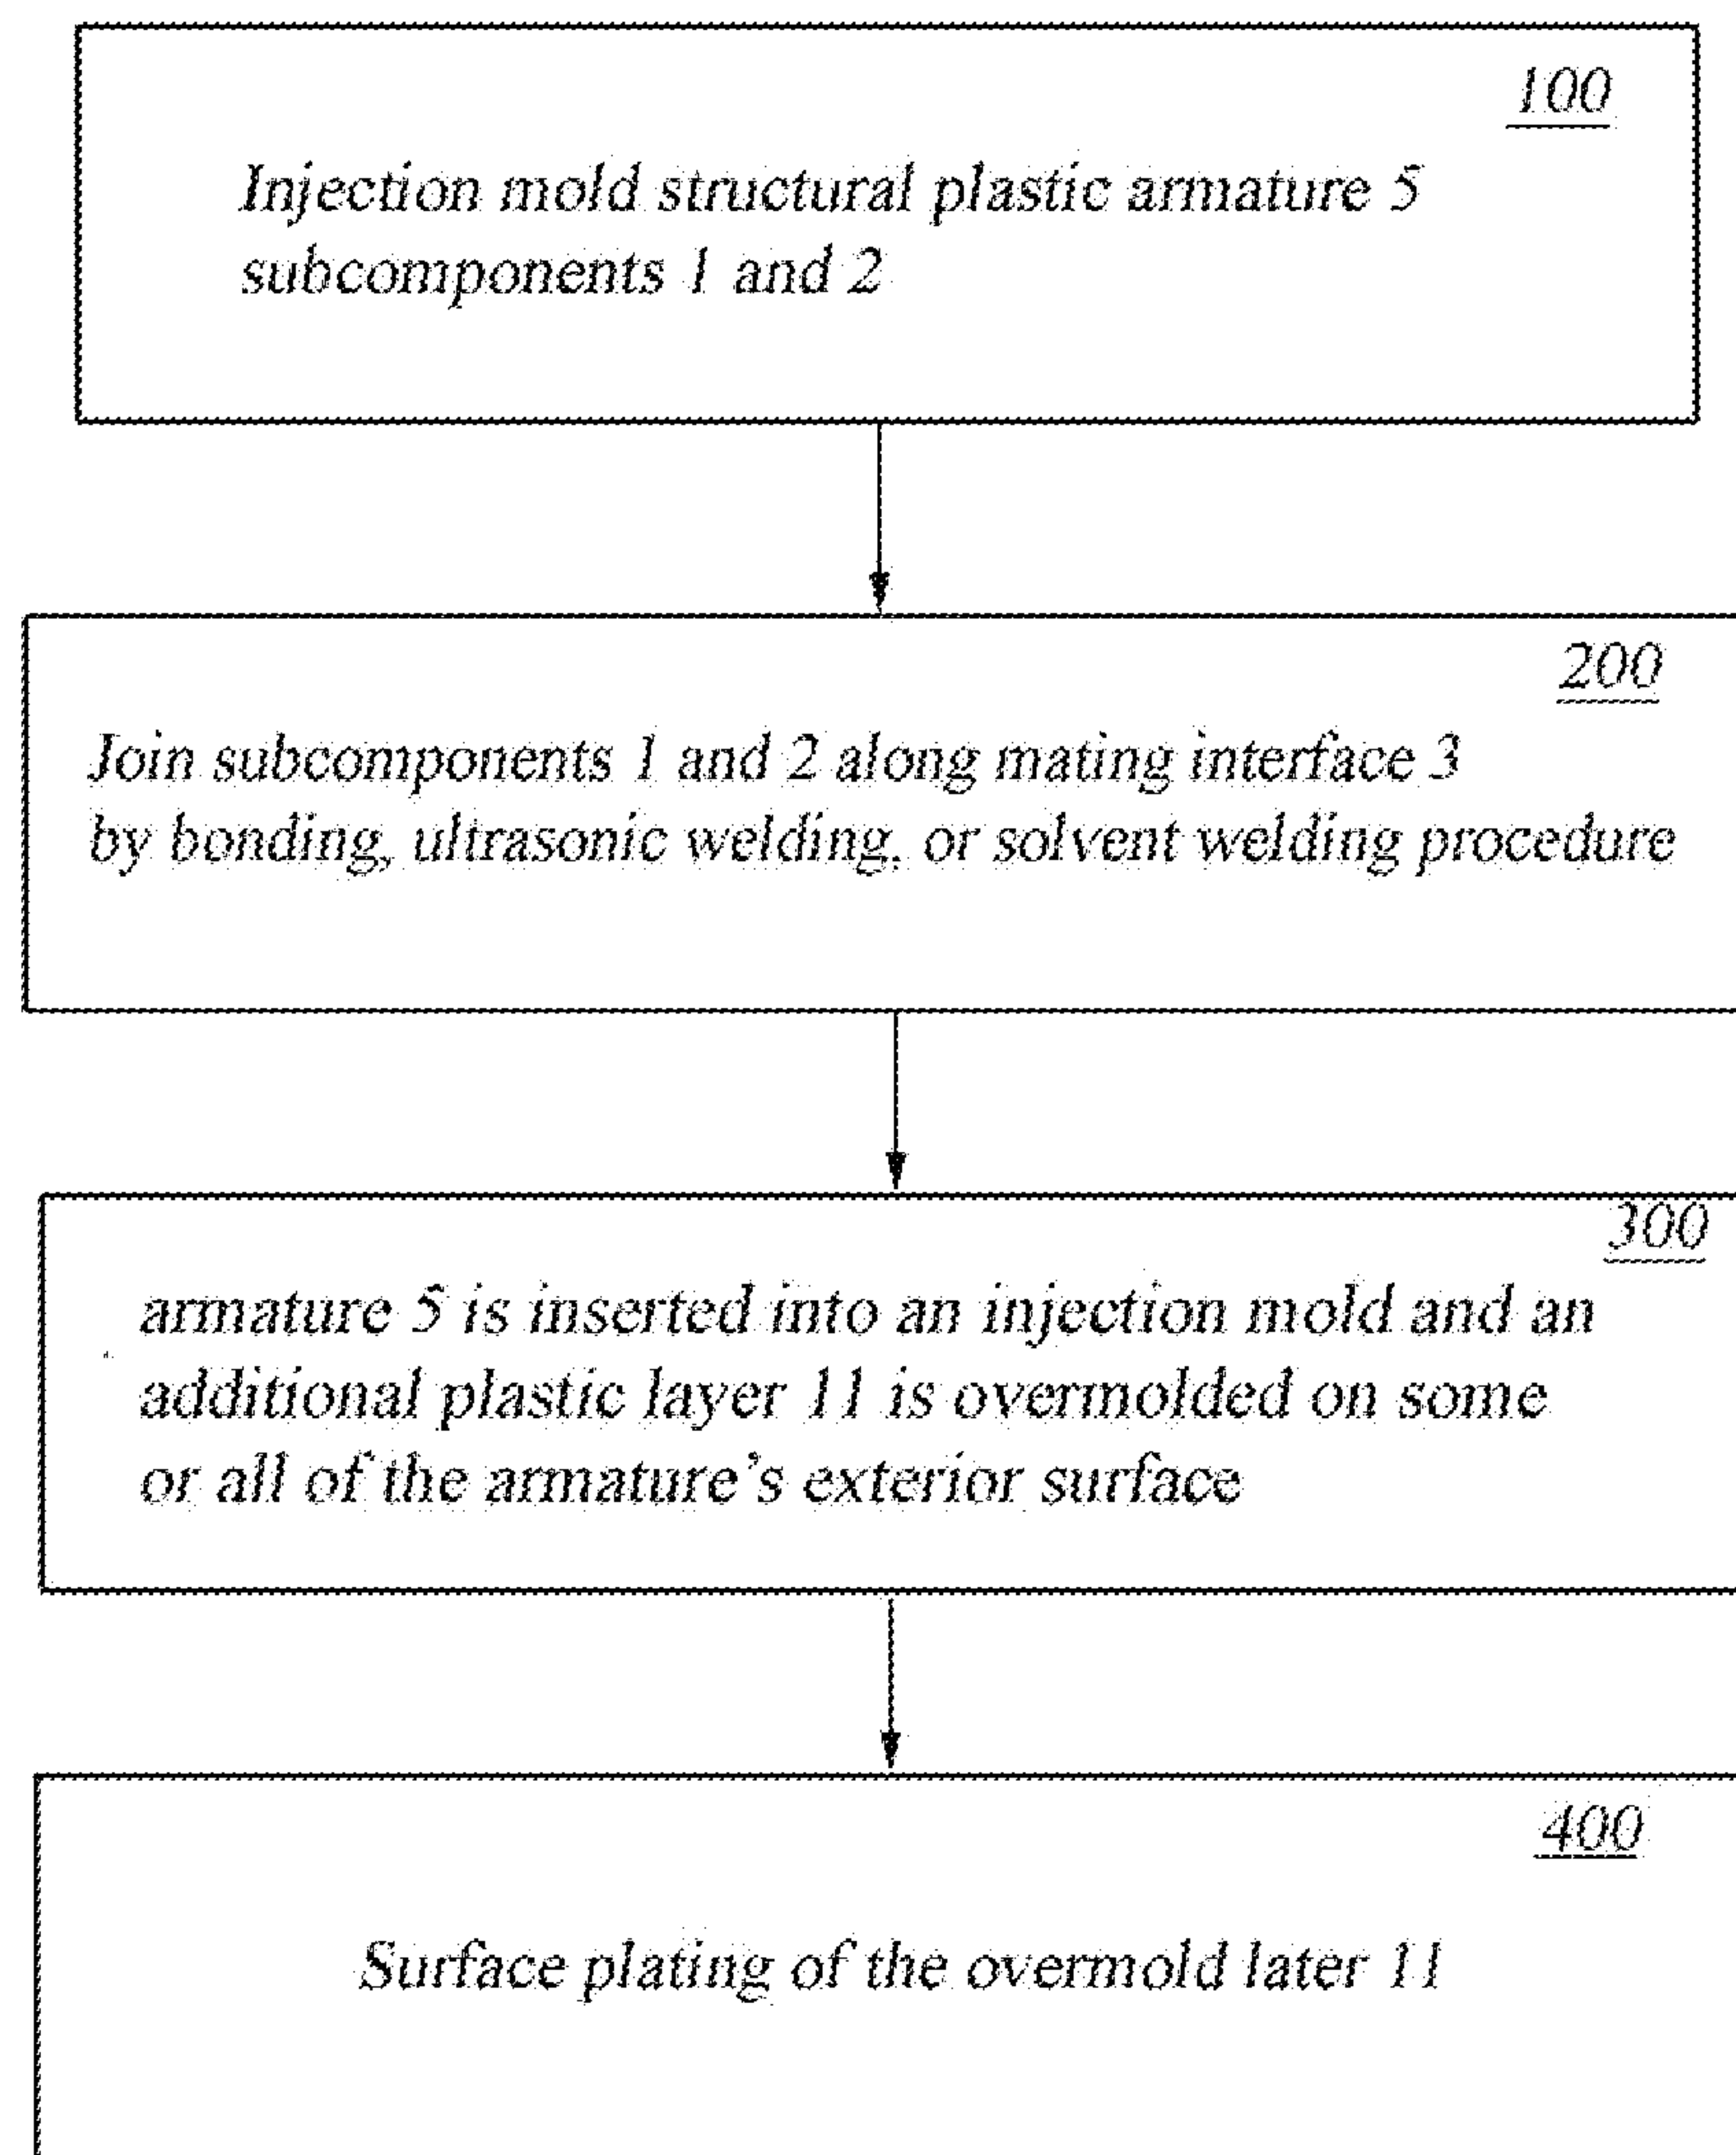 100
Injection mold structural plastic armature 5
subcomponents 1 and 2
200
Join subcomponents 1 and 2 along mating interface 3
by bonding, ultrasonic welding, or solvent welding procedure
300
armature 5 is inserted into an injection mold and an
additional plastic layer 11 is overmolded on some
or all of the armature's exterior surface
400
Surface plating of the overmold later 11